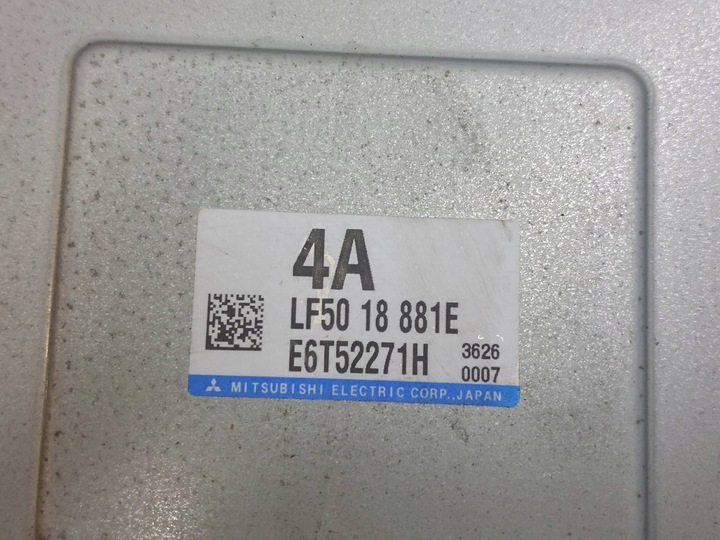 4A
LF50 18 881E
E6T52271H 3626
0007
MITSUBISHI ELECTRIC CORP.,JAPAN